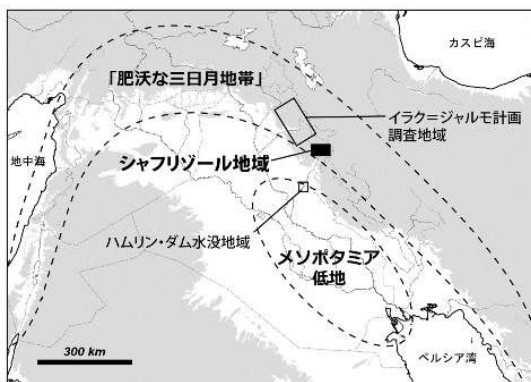 カスピ海
「肥沃な三日月地帯」
イラク=ジャルモ計画
調査地域
地中海
シャフリゾール地域
ハムリン・ダム水没地域
メソポタミア
低地
300 km
ペルシア湾